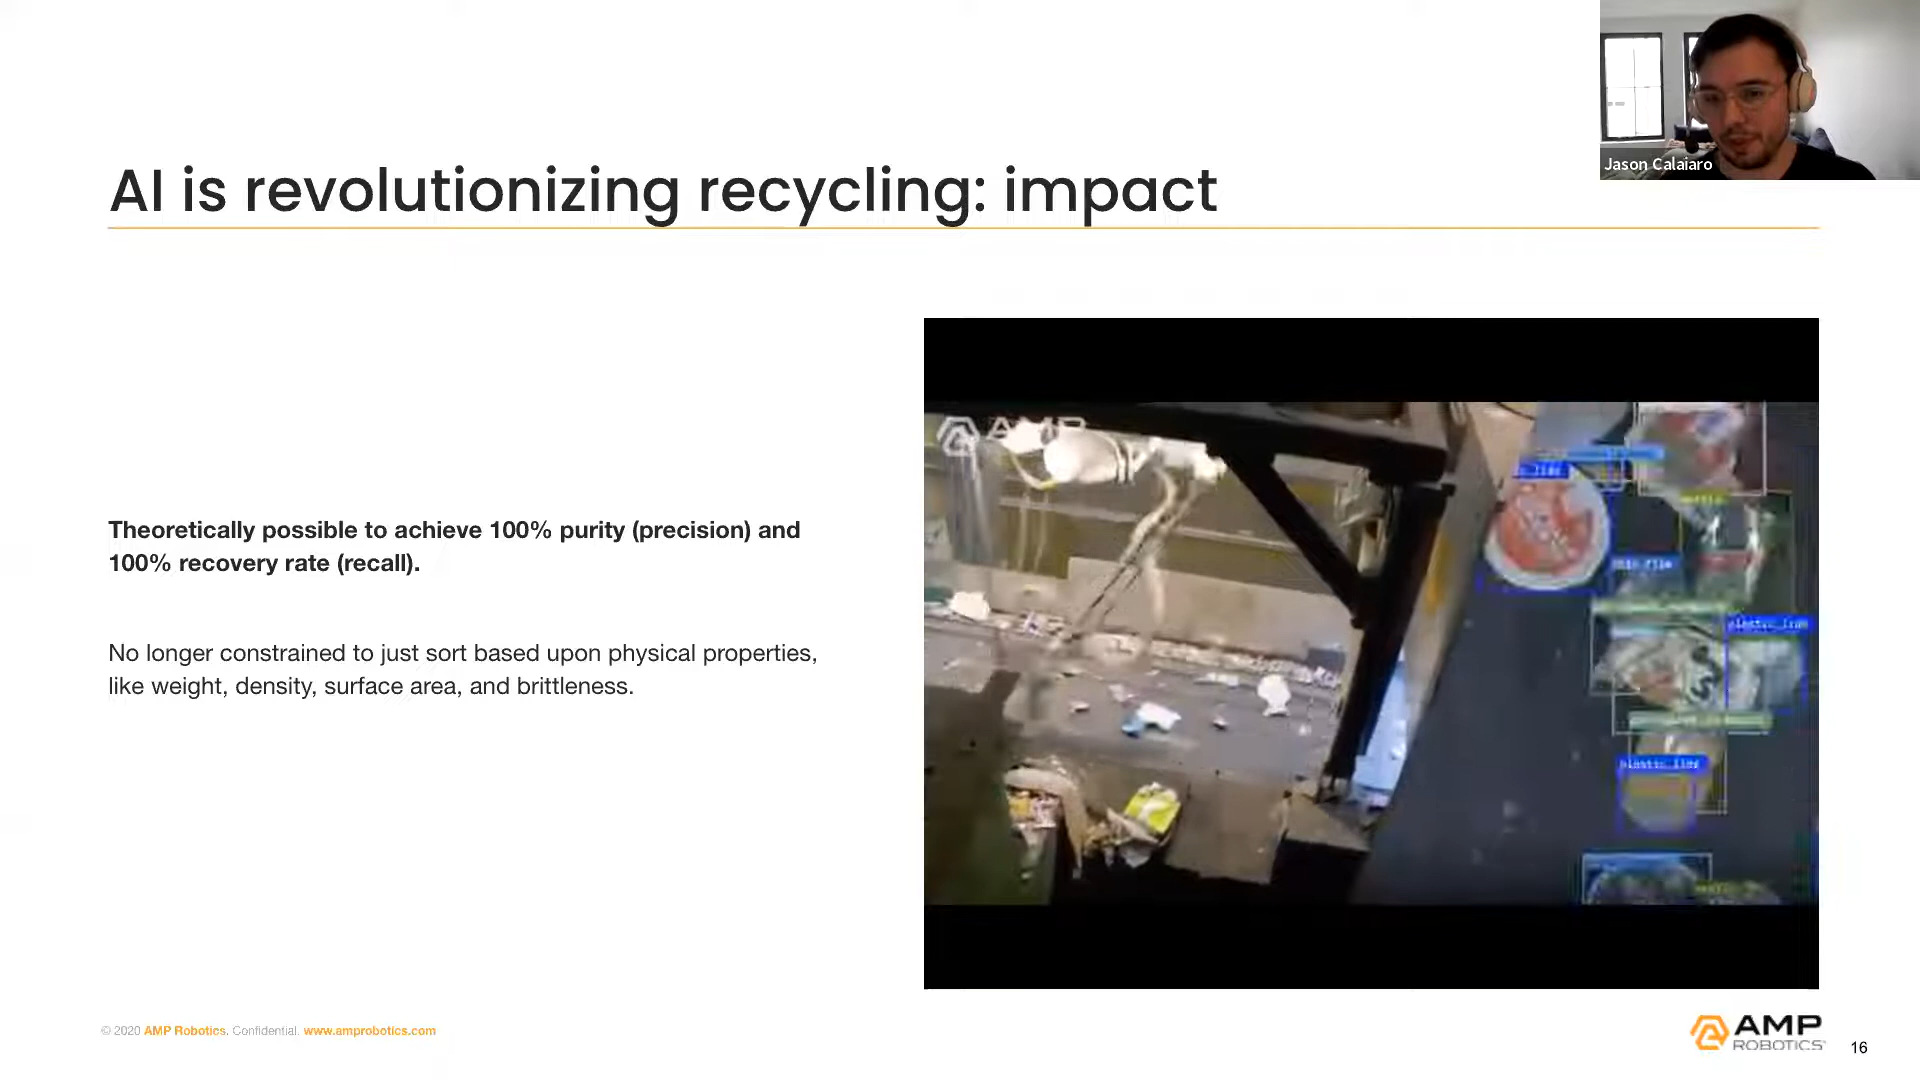 Jason Calaiaro
AI is revolutionizing recycling: impact
AMP
Theoretically possible to achieve 100% purity (precision) and
100% recovery rate (recall).
No longer constrained to just sort based upon physical properties,
like weight, density, surface area, and brittleness.
© 2020 AMP Robotics. Confidential. www.amprobotics.com
AMP
ROBOTICS
16